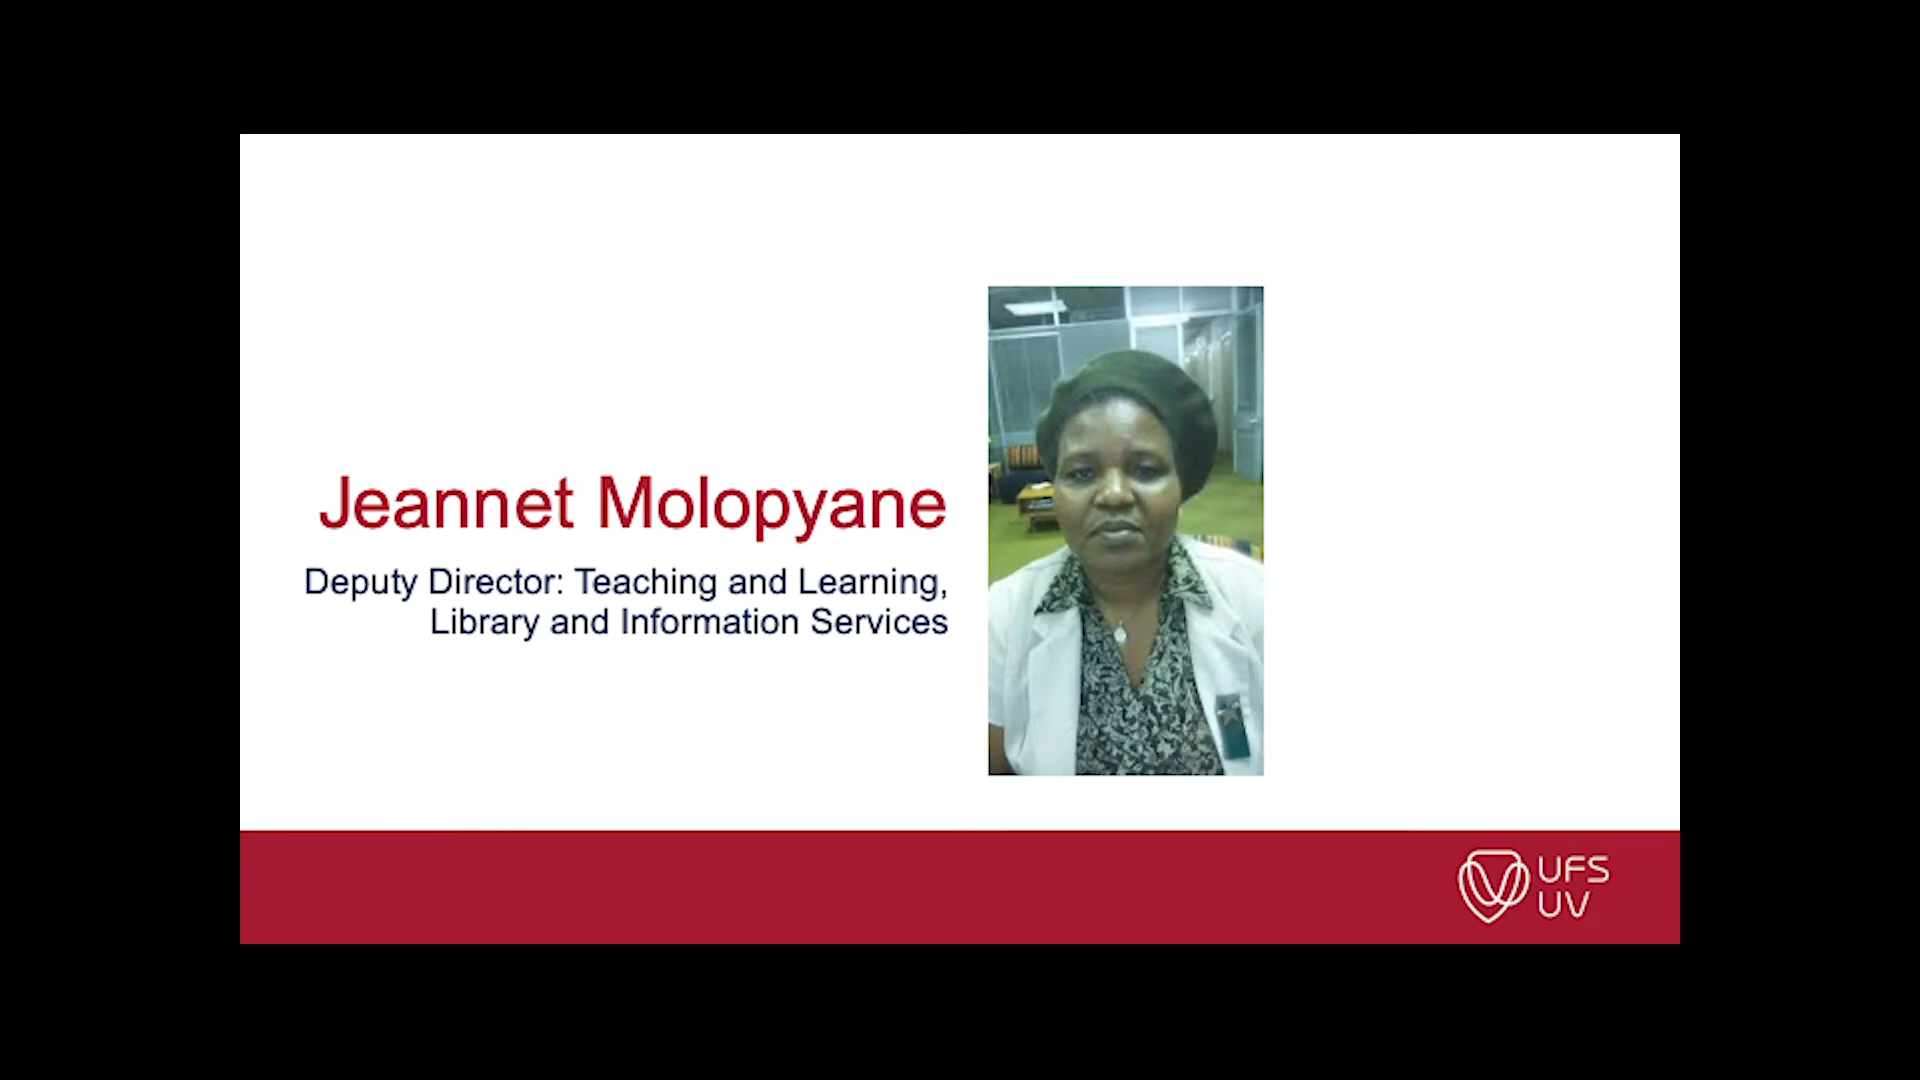 Jeannet Molopyane
Deputy Director: Teaching and Learning,
Library and Information Services
UFS
UV